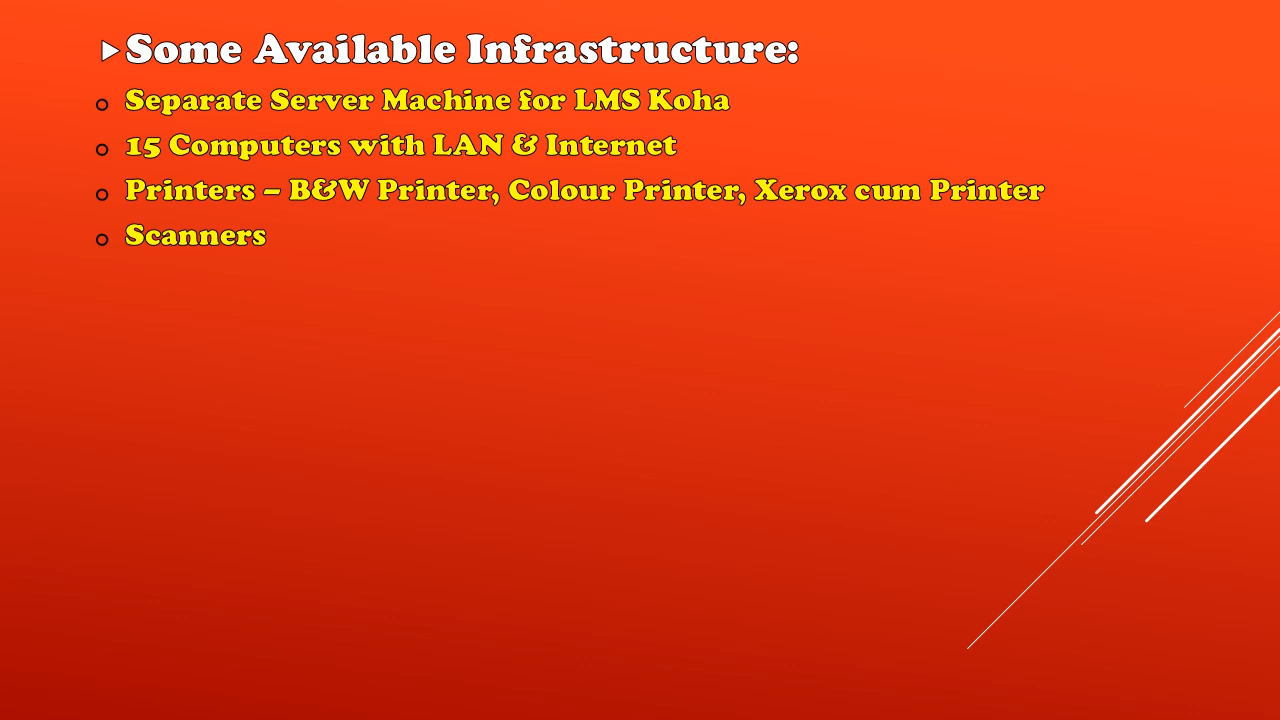 Some Available Infrastructure:
Separate Server Machine for LMS Koha
15 Computers with LAN & Internet
Printers – B&W Printer, Colour Printer, Xerox cum Printer
Scanners